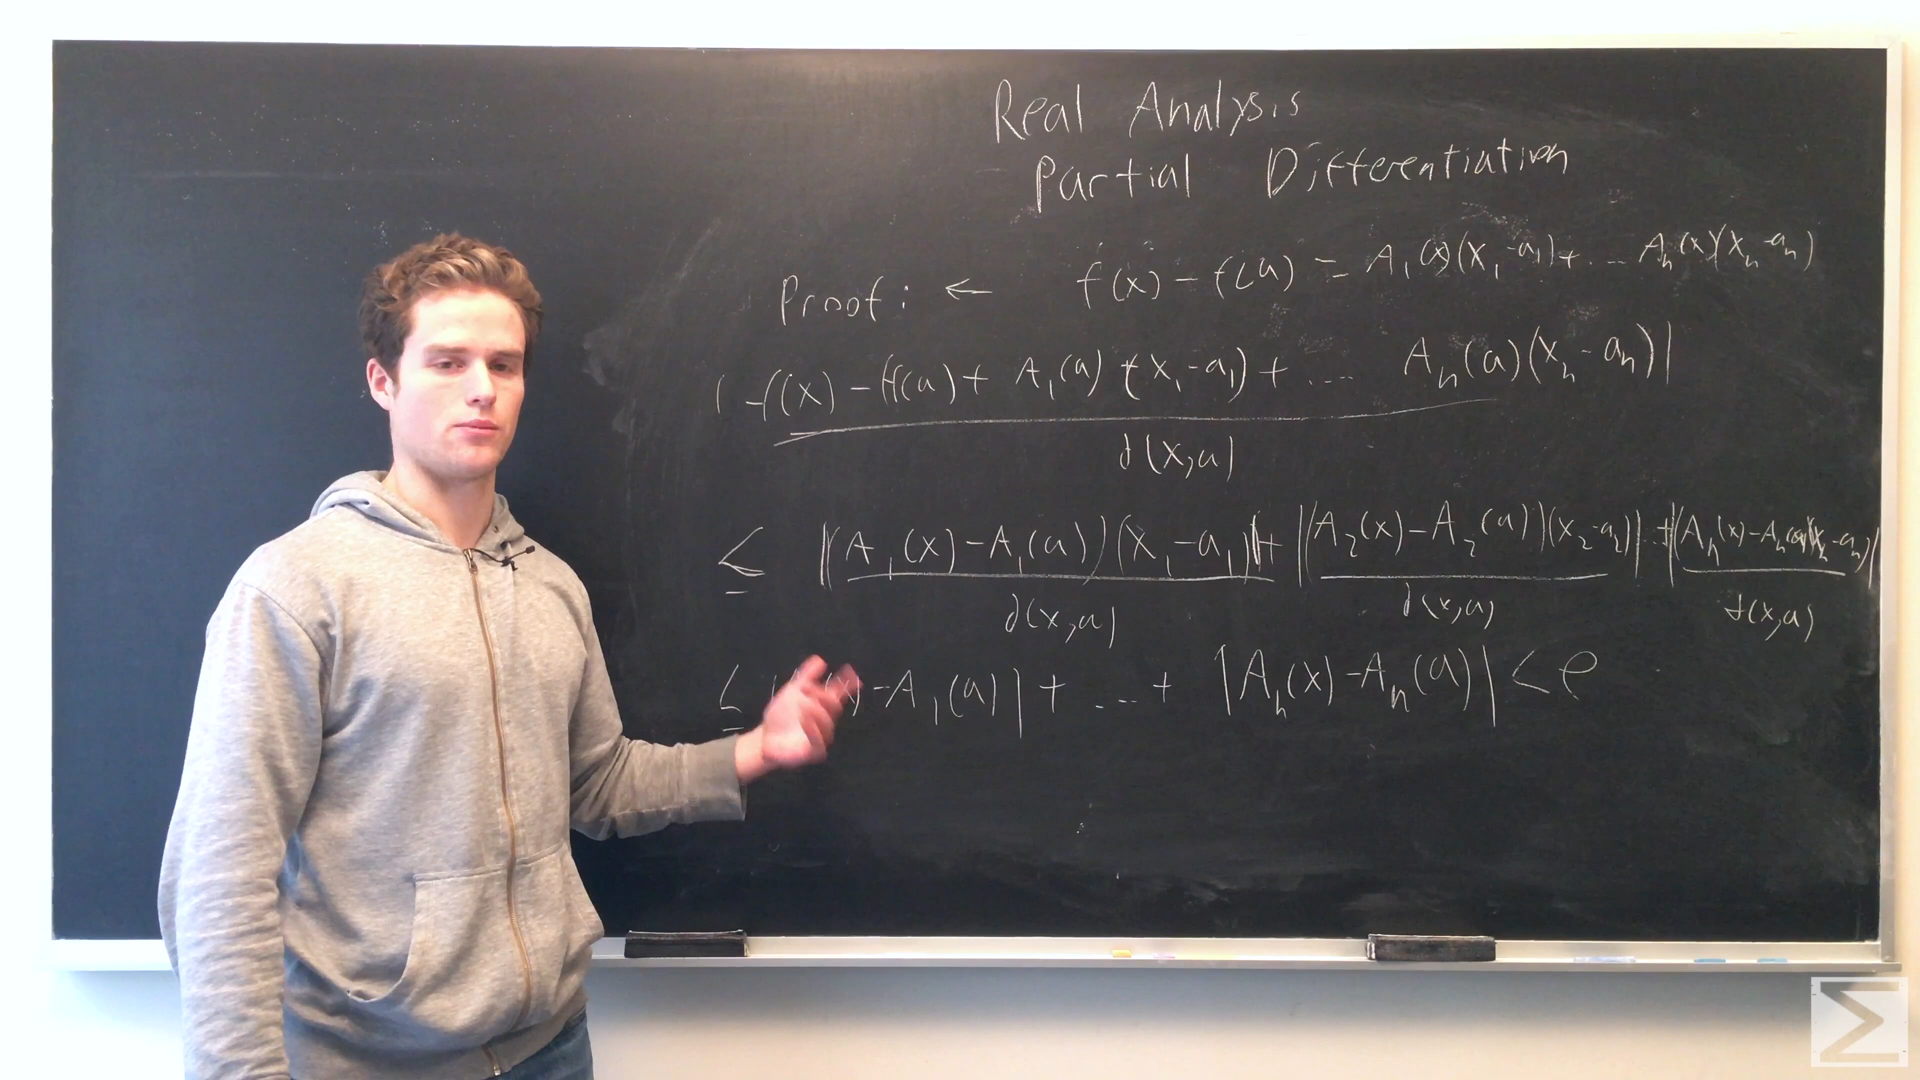 Real Analysis
Partial Differentiation
Proof: ← f(x) - f(a) = A₁(x)(x₁-a₁)+ ... Aₙ(x)(xₙ-aₙ)
| f(x) - (f(a) + A₁(a) (x₁-a₁) + ... Aₙ(a)(xₙ-aₙ)|
d(x,a)
≤ |(A₁(x)-A₁(a))(x₁-a₁)|+ |(A₂(x)-A₂(a))(x₂-a₂)| ..+ |(Aₙ(x)-Aₙ(a))(xₙ-aₙ)|
d(x,a) d(x,a) d(x,a)
≤ (x) -A₁(a)| + ... + |Aₙ(x)-Aₙ(a)| < e
Σ